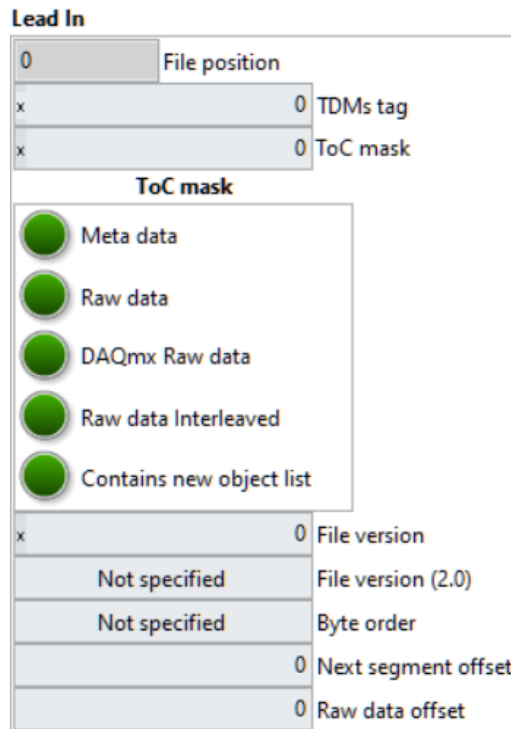 Lead In
0 File position
x 0 TDMs tag
x 0 ToC mask
ToC mask
Meta data
Raw data
DAQmx Raw data
Raw data Interleaved
Contains new object list
x 0 File version
Not specified File version (2.0)
Not specified Byte order
0 Next segment offset
0 Raw data offset